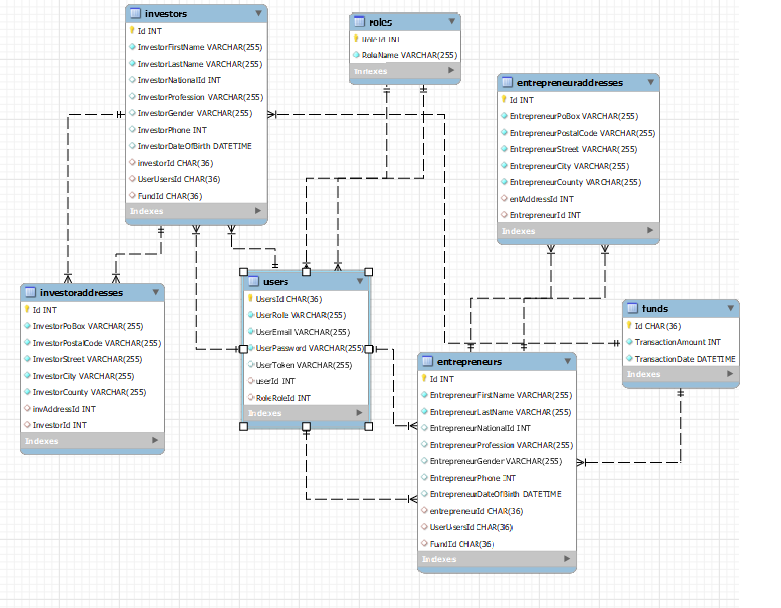 investors
Id INT
InvestorFirstName VARCHAR(255)
InvestorLastName VARCHAR(255)
InvestorNationalId INT
InvestorProfession VARCHAR(255)
InvestorGender VARCHAR(255)
InvestorPhone INT
InvestorDateOfBirth DATETIME
investorId CHAR(36)
UserUsersId CHAR(36)
FundId CHAR(36)
Indexes
roles
RoleId INT
RoleName VARCHAR(255)
Indexes
entrepreneuraddresses
Id INT
EntrepreneurPoBox VARCHAR(255)
EntrepreneurPostalCode VARCHAR(255)
EntrepreneurStreet VARCHAR(255)
EntrepreneurCity VARCHAR(255)
EntrepreneurCounty VARCHAR(255)
entAddressId INT
EntrepreneurId INT
Indexes
investoraddresses
Id INT
InvestorPoBox VARCHAR(255)
InvestorPostalCode VARCHAR(255)
InvestorStreet VARCHAR(255)
InvestorCity VARCHAR(255)
InvestorCounty VARCHAR(255)
invAddressId INT
InvestorId INT
Indexes
users
UsersId CHAR(36)
UserRole VARCHAR(255)
UserEmail VARCHAR(255)
UserPassword VARCHAR(255)
UserToken VARCHAR(255)
userId INT
RoleRoleId INT
Indexes
funds
Id CHAR(36)
TransactionAmount INT
TransactionDate DATETIME
Indexes
entrepreneurs
Id INT
EntrepreneurFirstName VARCHAR(255)
EntrepreneurLastName VARCHAR(255)
EntrepreneurNationalId INT
EntrepreneurProfession VARCHAR(255)
EntrepreneurGender VARCHAR(255)
EntrepreneurPhone INT
EntrepreneurDateOfBirth DATETIME
entrepreneurId CHAR(36)
UserUsersId CHAR(36)
FundId CHAR(36)
Indexes